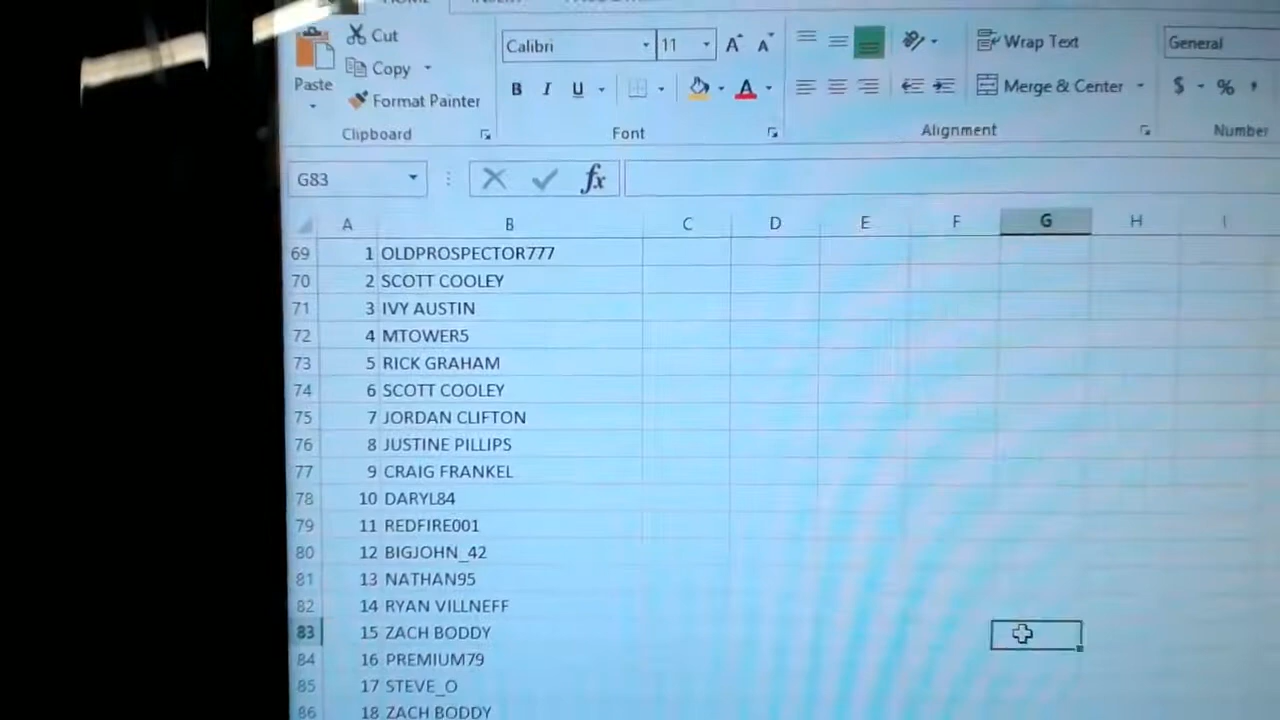 HOME
Cut
Calibri
11
A A
Wrap Text
General
Copy
Paste
B I U
A
Merge & Center
$ %
Format Painter
Clipboard
Font
Alignment
Number
G83
fx
A B C D E F G H I
69 1 OLDPROSPECTOR777
70 2 SCOTT COOLEY
71 3 IVY AUSTIN
72 4 MTOWER5
73 5 RICK GRAHAM
74 6 SCOTT COOLEY
75 7 JORDAN CLIFTON
76 8 JUSTINE PILLIPS
77 9 CRAIG FRANKEL
78 10 DARYL84
79 11 REDFIRE001
80 12 BIGJOHN_42
81 13 NATHAN95
82 14 RYAN VILLNEFF
83 15 ZACH BODDY
84 16 PREMIUM79
85 17 STEVE_O
86 18 ZACH BODDY